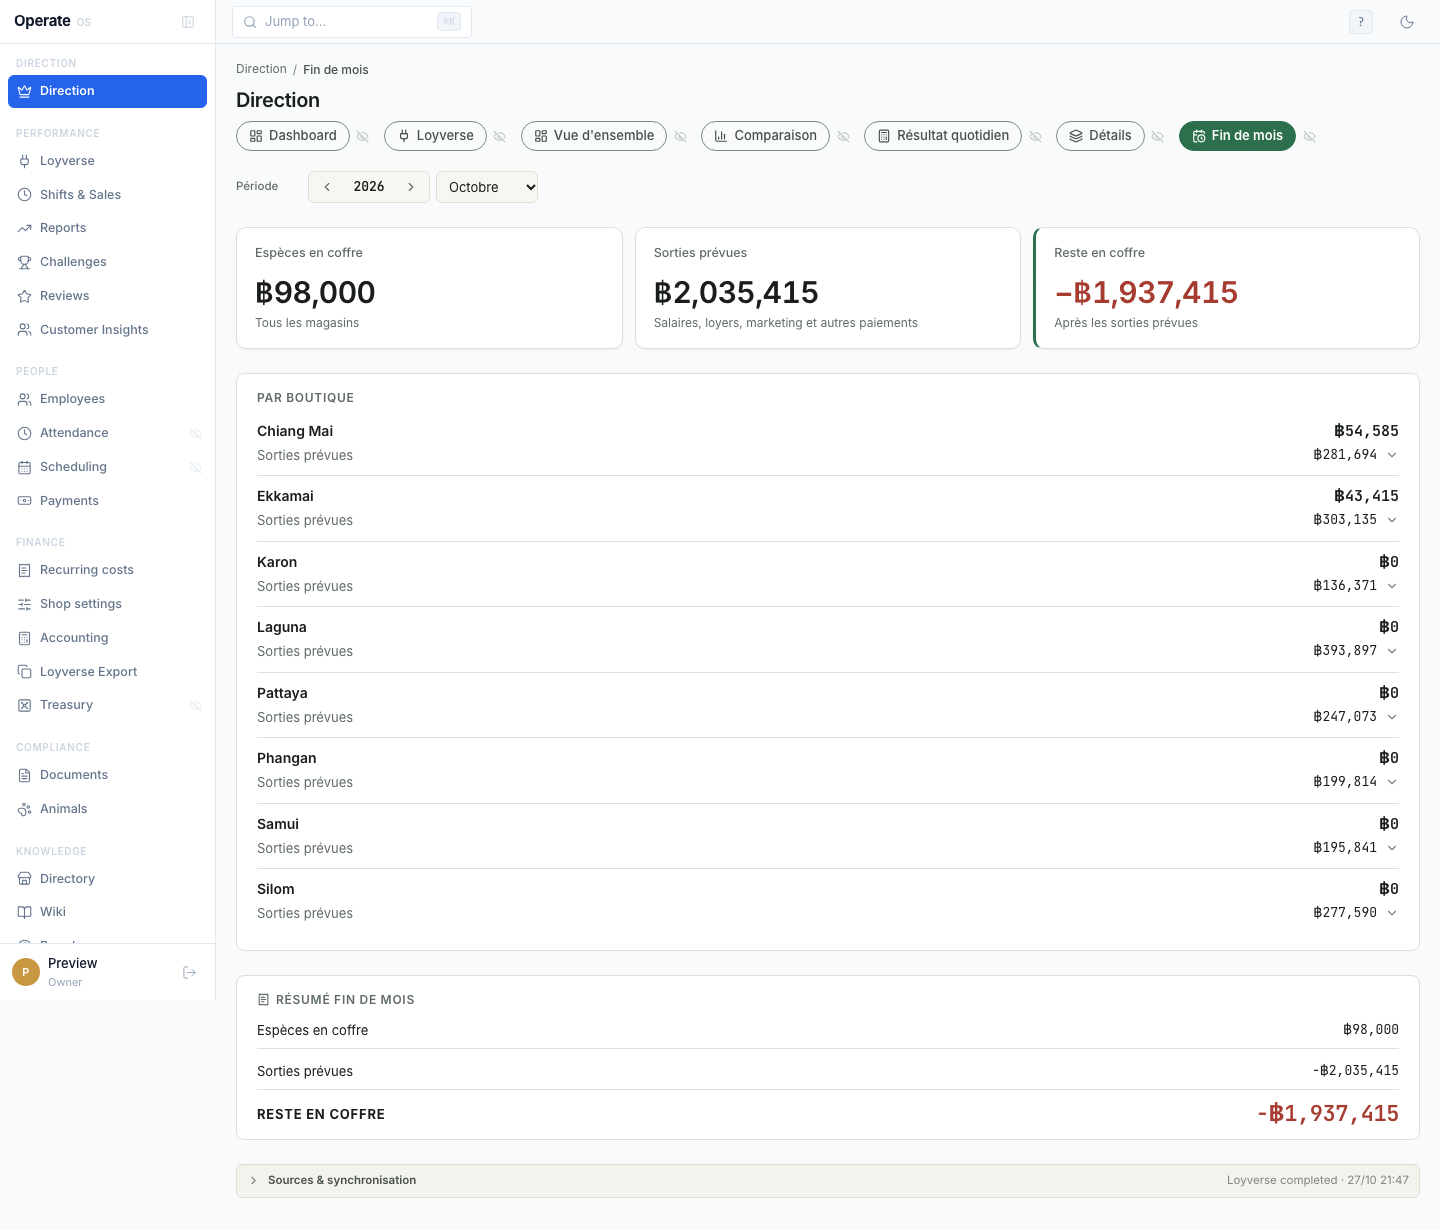 Operate OS
Jump to...
⌘K
?
DIRECTION
Direction
PERFORMANCE
Loyverse
Shifts & Sales
Reports
Challenges
Reviews
Customer Insights
PEOPLE
Employees
Attendance
Scheduling
Payments
FINANCE
Recurring costs
Shop settings
Accounting
Loyverse Export
Treasury
COMPLIANCE
Documents
Animals
KNOWLEDGE
Directory
Wiki
P
Preview
Owner
Direction / Fin de mois
Direction
Dashboard
Loyverse
Vue d'ensemble
Comparaison
Résultat quotidien
Détails
Fin de mois
Période
2026
Octobre
Espèces en coffre
฿98,000
Tous les magasins
Sorties prévues
฿2,035,415
Salaires, loyers, marketing et autres paiements
Reste en coffre
−฿1,937,415
Après les sorties prévues
PAR BOUTIQUE
Chiang Mai ฿54,585
Sorties prévues ฿281,694
Ekkamai ฿43,415
Sorties prévues ฿303,135
Karon ฿0
Sorties prévues ฿136,371
Laguna ฿0
Sorties prévues ฿393,897
Pattaya ฿0
Sorties prévues ฿247,073
Phangan ฿0
Sorties prévues ฿199,814
Samui ฿0
Sorties prévues ฿195,841
Silom ฿0
Sorties prévues ฿277,590
RÉSUMÉ FIN DE MOIS
Espèces en coffre ฿98,000
Sorties prévues -฿2,035,415
RESTE EN COFFRE -฿1,937,415
Sources & synchronisation Loyverse completed · 27/10 21:47